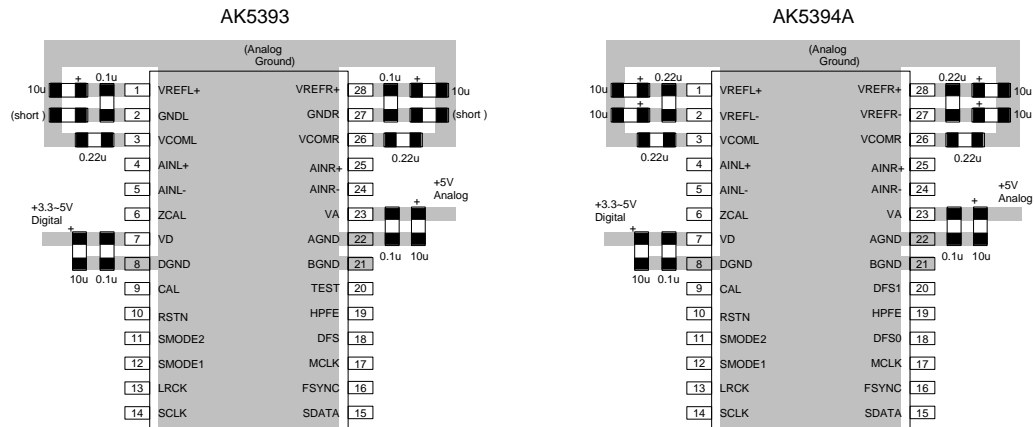 AK5393
(Analog
Ground)
10u
+
0.1u
1
VREFL+
VREFR+
28
0.1u
+
10u
(short )
2
GNDL
GNDR
27
(short )
3
VCOML
VCOMR
26
0.22u
0.22u
4
AINL+
AINR+
25
5
AINL-
AINR-
24
+5V
Analog
+3.3~5V
Digital
6
ZCAL
VA
23
+
+
7
VD
AGND
22
0.1u
10u
8
DGND
BGND
21
10u
0.1u
9
CAL
TEST
20
10
RSTN
HPFE
19
11
SMODE2
DFS
18
12
SMODE1
MCLK
17
13
LRCK
FSYNC
16
14
SCLK
SDATA
15
AK5394A
(Analog
Ground)
10u
+
0.22u
1
VREFL+
VREFR+
28
0.22u
+
10u
10u
+
2
VREFL-
VREFR-
27
+
10u
3
VCOML
VCOMR
26
0.22u
0.22u
4
AINL+
AINR+
25
5
AINL-
AINR-
24
+5V
Analog
+3.3~5V
Digital
6
ZCAL
VA
23
+
+
7
VD
AGND
22
0.1u
10u
8
DGND
BGND
21
10u
0.1u
9
CAL
DFS1
20
10
RSTN
HPFE
19
11
SMODE2
DFS0
18
12
SMODE1
MCLK
17
13
LRCK
FSYNC
16
14
SCLK
SDATA
15